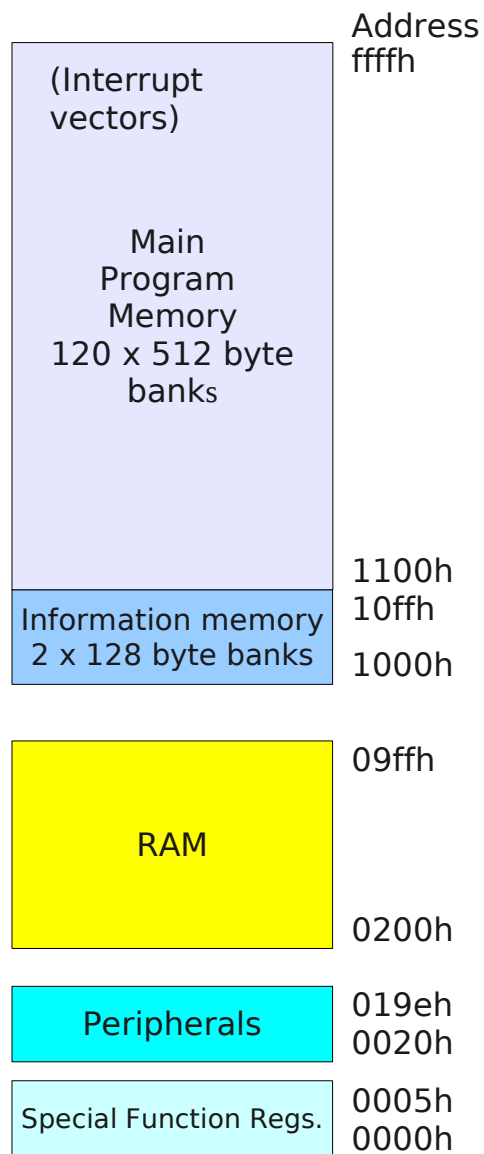 Address
ffffh
(Interrupt
vectors)
Main
Program
Memory
120 x 512 byte
banks
1100h
10ffh
Information memory
2 x 128 byte banks
1000h
09ffh
RAM
0200h
019eh
Peripherals
0020h
0005h
Special Function Regs.
0000h